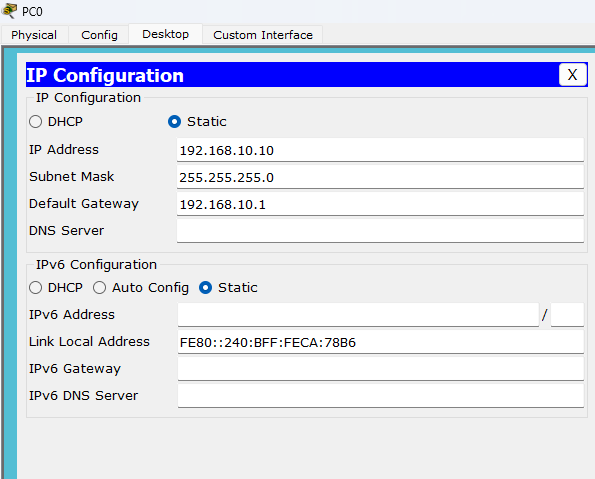 PC0
Physical Config Desktop Custom Interface
IP Configuration X
IP Configuration
DHCP Static
IP Address 192.168.10.10
Subnet Mask 255.255.255.0
Default Gateway 192.168.10.1
DNS Server
IPv6 Configuration
DHCP Auto Config Static
IPv6 Address /
Link Local Address FE80::240:BFF:FECA:78B6
IPv6 Gateway
IPv6 DNS Server